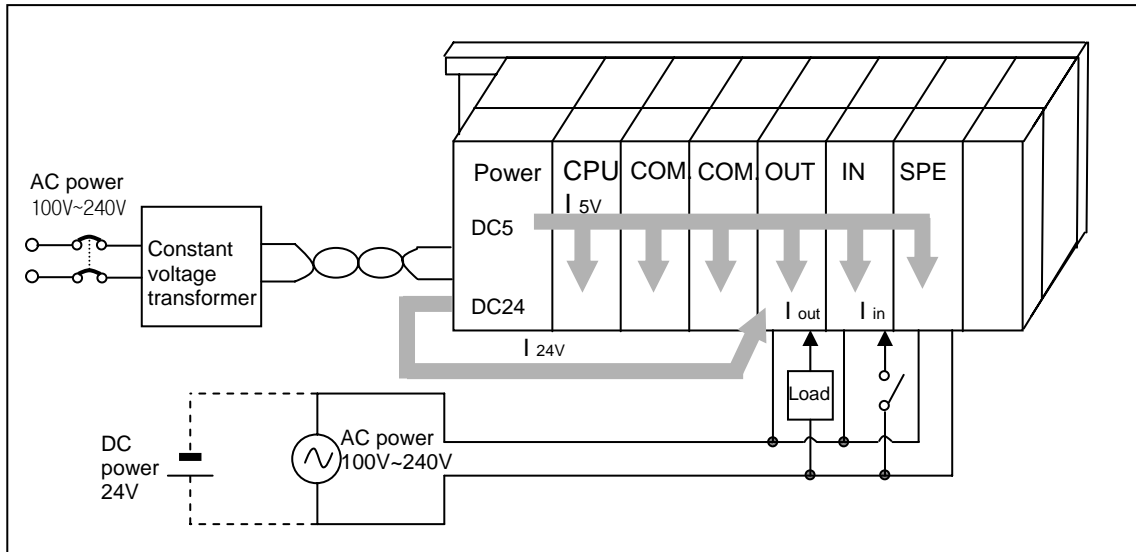 AC power
100V~240V
Constant
voltage
transformer
Power
CPU
COM.
COM.
OUT
IN
SPE
I 5V
DC5
DC24
I out
I in
I 24V
Load
DC
power
24V
AC power
100V~240V